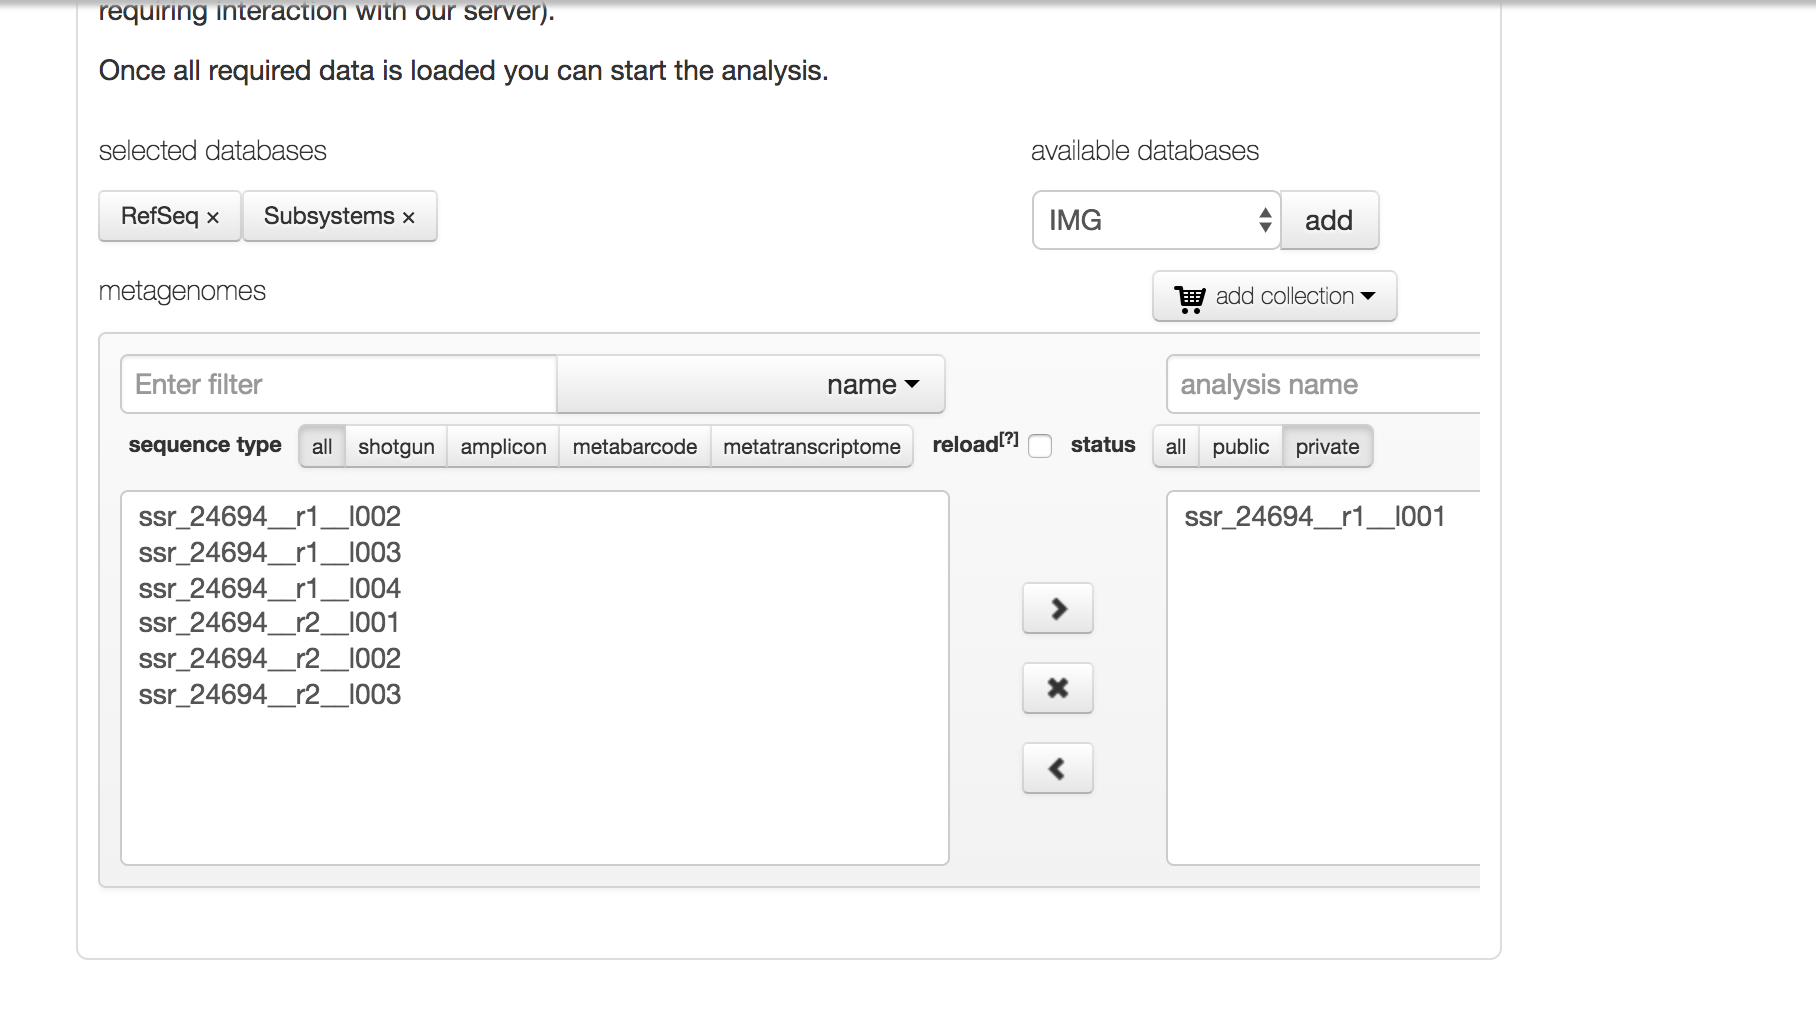 requiring interaction with our server).
Once all required data is loaded you can start the analysis.
selected databases
available databases
RefSeq × Subsystems ×
IMG add
metagenomes
add collection
Enter filter name
analysis name
sequence type all shotgun amplicon metabarcode metatranscriptome reload[?] status all public private
ssr_24694__r1__l002
ssr_24694__r1__l003
ssr_24694__r1__l004
ssr_24694__r2__l001
ssr_24694__r2__l002
ssr_24694__r2__l003
ssr_24694__r1__l001